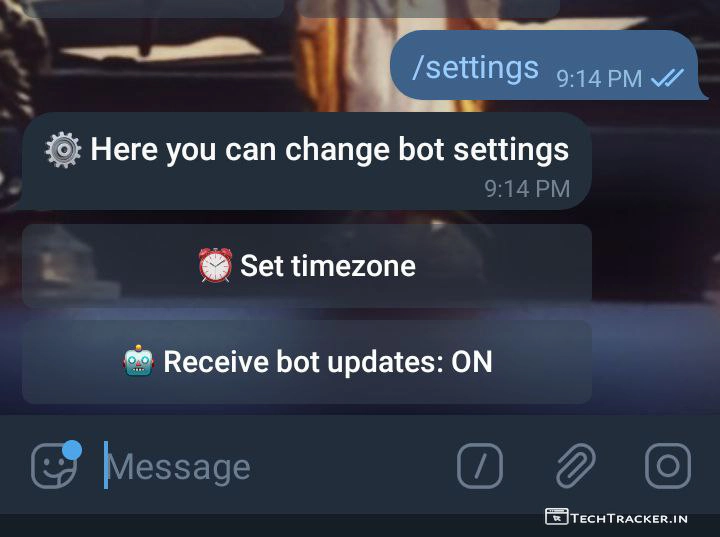 /settings 9:14 PM
Here you can change bot settings
9:14 PM
Set timezone
Receive bot updates: ON
Message
TECHTRACKER.IN